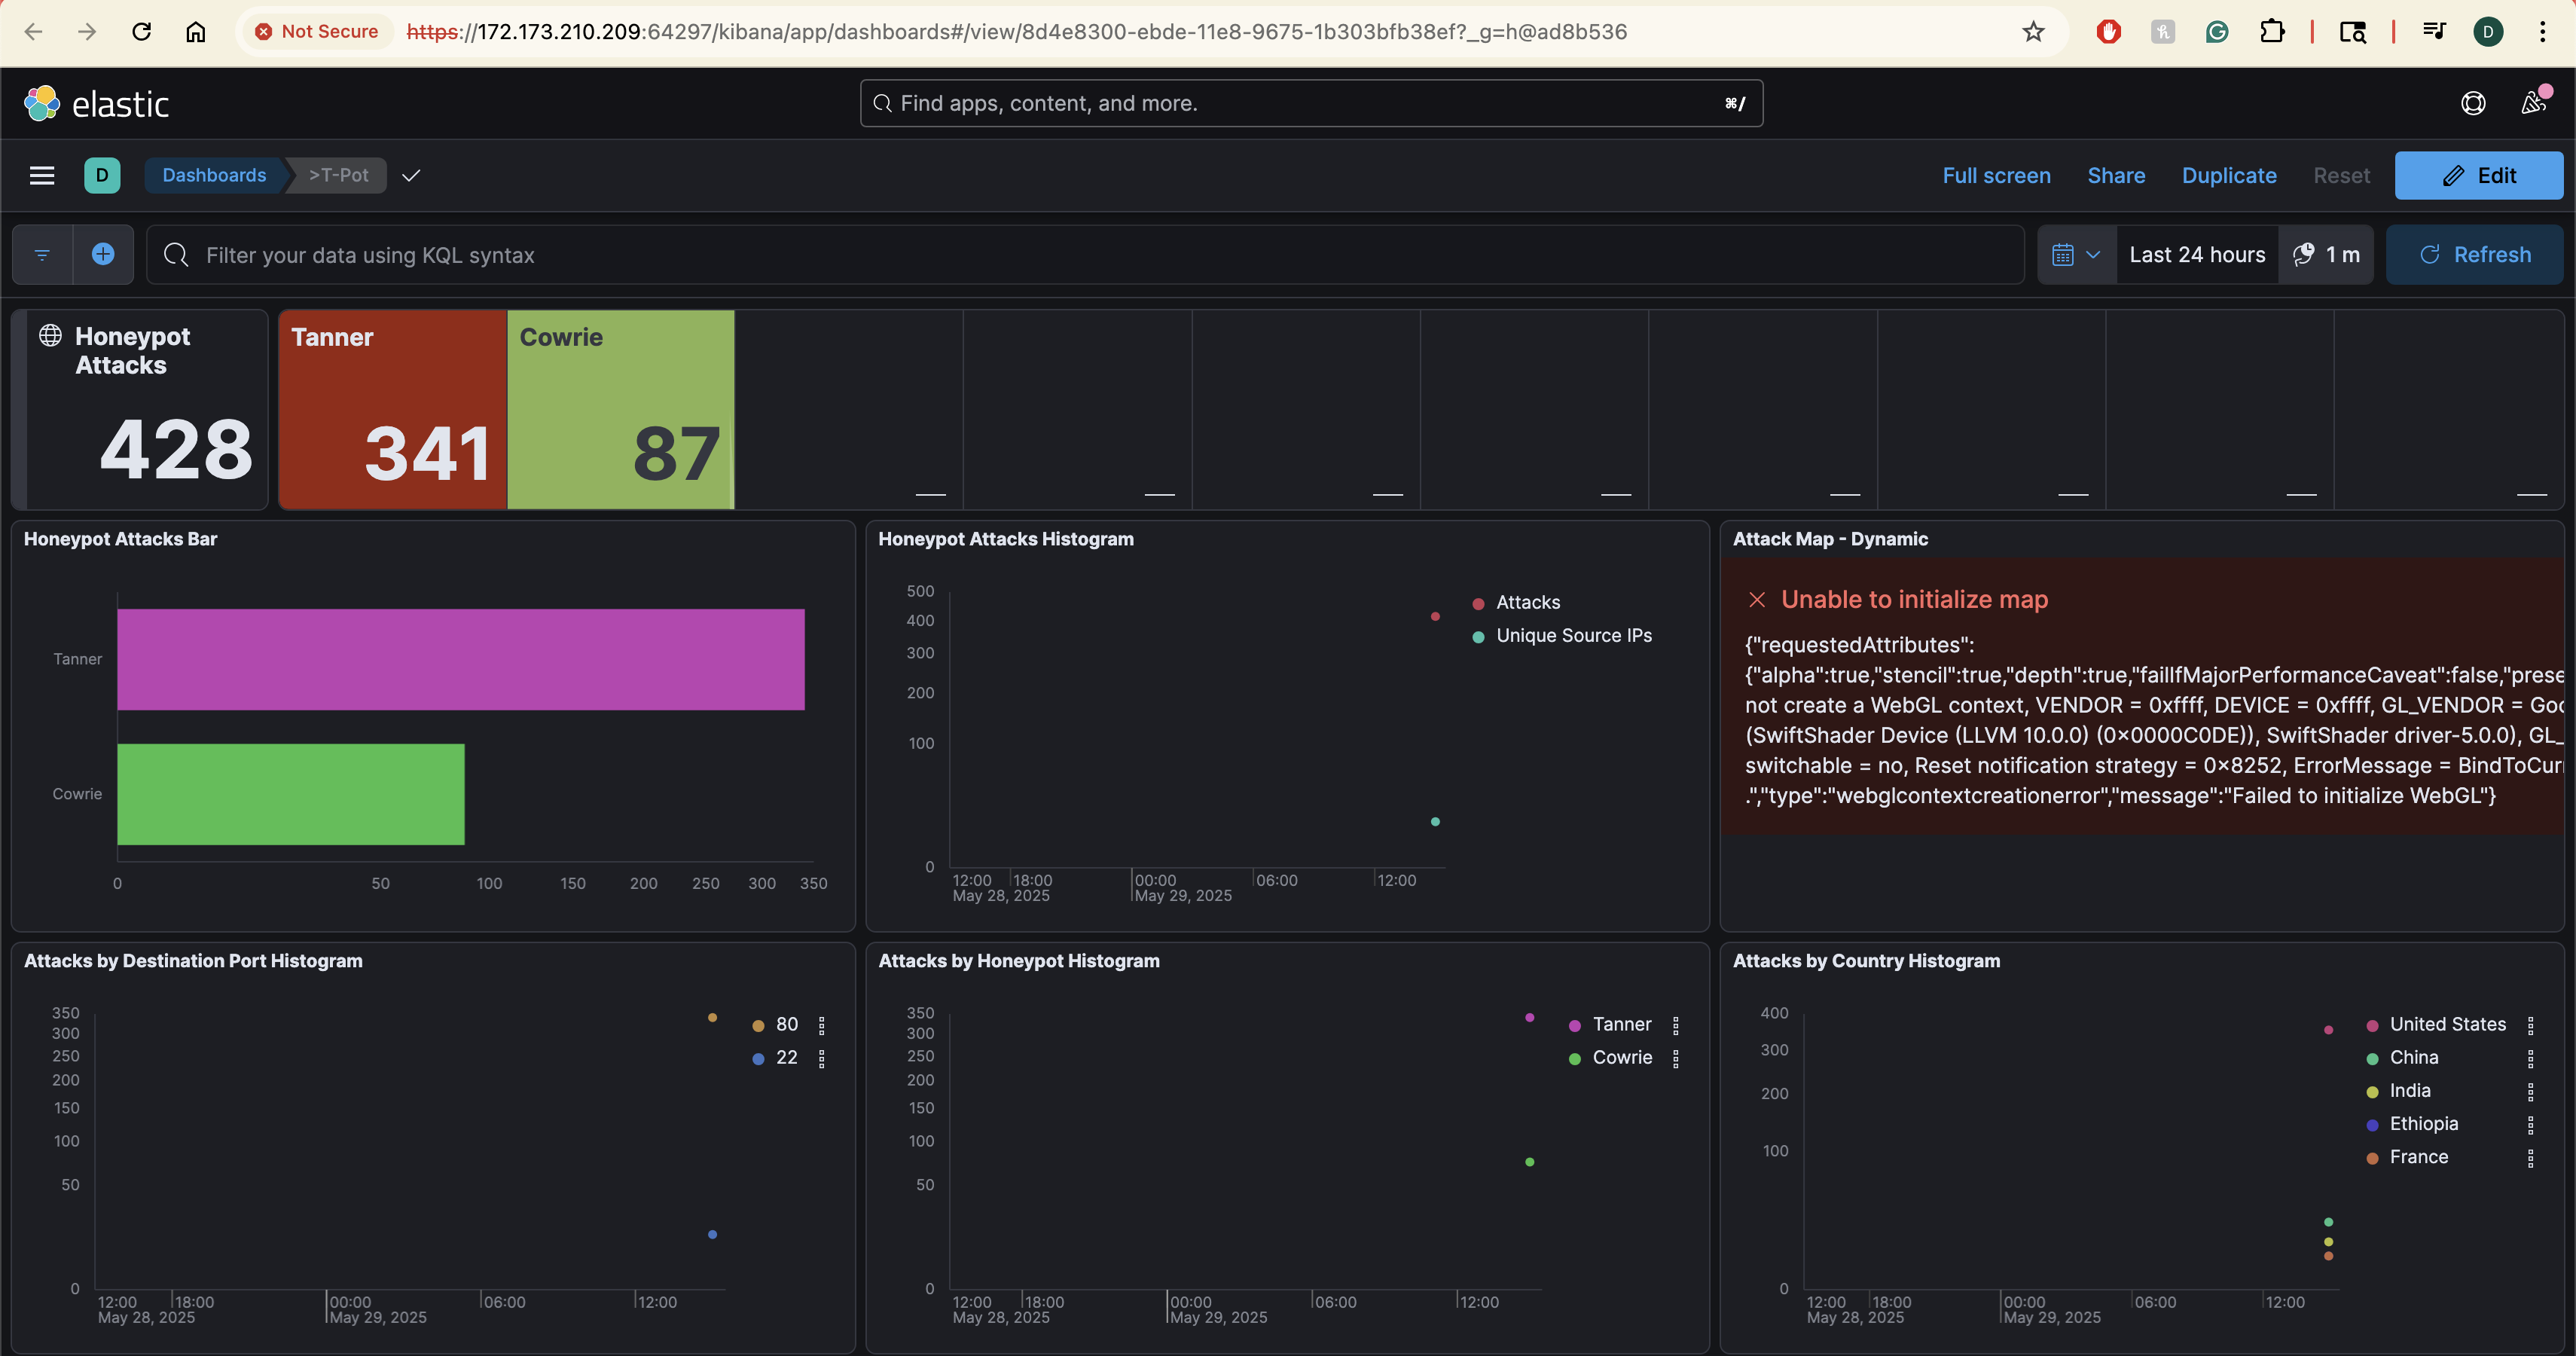 Not Secure
https://172.173.210.209:64297/kibana/app/dashboards#/view/8d4e8300-ebde-11e8-9675-1b303bfb38ef?_g=h@ad8b536
D
elastic
Find apps, content, and more.
⌘/
D
Dashboards
>T-Pot
Full screen
Share
Duplicate
Reset
Edit
Filter your data using KQL syntax
Last 24 hours
1 m
Refresh
Honeypot
Attacks
428
Tanner
341
Cowrie
87
Honeypot Attacks Bar
Tanner
Cowrie
0 50 100 150 200 250 300 350
Honeypot Attacks Histogram
500
400
300
200
100
0
12:00 18:00 00:00 06:00 12:00
May 28, 2025 May 29, 2025
Attacks
Unique Source IPs
Attack Map - Dynamic
Unable to initialize map
{"requestedAttributes":
{"alpha":true,"stencil":true,"depth":true,"failIfMajorPerformanceCaveat":false,"prese
not create a WebGL context, VENDOR = 0xffff, DEVICE = 0xffff, GL_VENDOR = Goo
(SwiftShader Device (LLVM 10.0.0) (0x0000C0DE)), SwiftShader driver-5.0.0), GL_
switchable = no, Reset notification strategy = 0x8252, ErrorMessage = BindToCurr
.","type":"webglcontextcreationerror","message":"Failed to initialize WebGL"}
Attacks by Destination Port Histogram
350
300
250
200
150
100
50
0
12:00 18:00 00:00 06:00 12:00
May 28, 2025 May 29, 2025
80
22
Attacks by Honeypot Histogram
350
300
250
200
150
100
50
0
12:00 18:00 00:00 06:00 12:00
May 28, 2025 May 29, 2025
Tanner
Cowrie
Attacks by Country Histogram
400
300
200
100
0
12:00 18:00 00:00 06:00 12:00
May 28, 2025 May 29, 2025
United States
China
India
Ethiopia
France